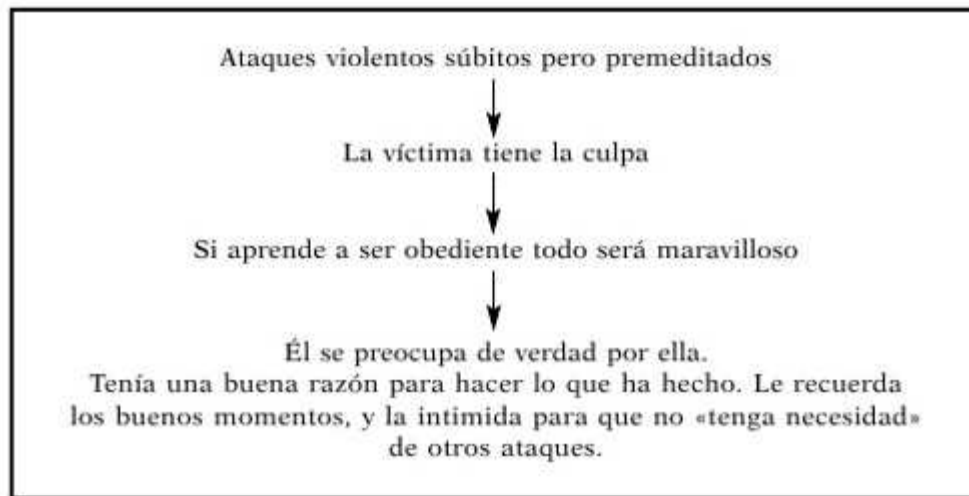 Ataques violentos súbitos pero premeditados
La víctima tiene la culpa
Si aprende a ser obediente todo será maravilloso
Él se preocupa de verdad por ella.
Tenía una buena razón para hacer lo que ha hecho. Le recuerda
los buenos momentos, y la intimida para que no «tenga necesidad»
de otros ataques.